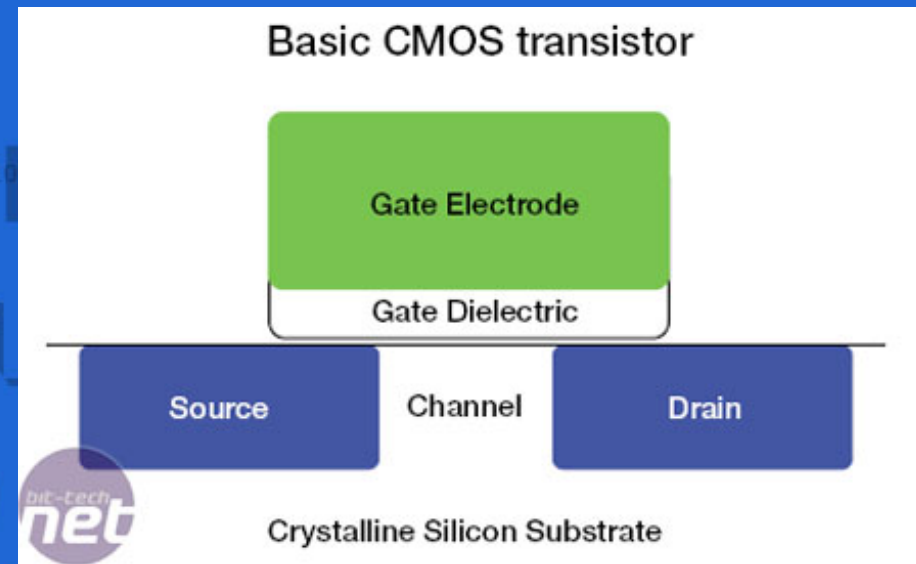 Basic CMOS transistor
Gate Electrode
Gate Dielectric
Source Channel Drain
bit-tech
net
Crystalline Silicon Substrate